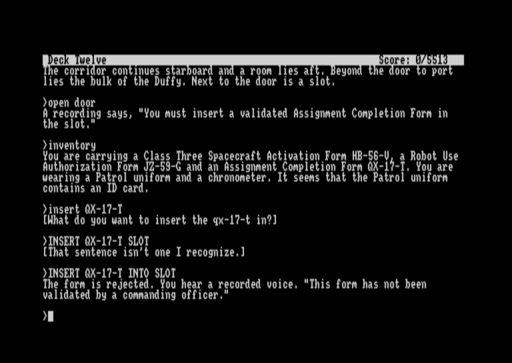 Deck Twelve Score: 0/5513
The corridor continues starboard and a room lies aft. Beyond the door to port
lies the bulk of the Duffy. Next to the door is a slot.
>open door
A recording says, "You must insert a validated Assignment Completion Form in
the slot."
>inventory
You are carrying a Class Three Spacecraft Activation Form HB-56-V, a Robot Use
Authorization Form JZ-59-G and an Assignment Completion Form QX-17-T. You are
wearing a Patrol uniform and a chronometer. It seems that the Patrol uniform
contains an ID card.
>insert QX-17-T
[What do you want to insert the qx-17-t in?]
>INSERT QX-17-T SLOT
[That sentence isn't one I recognize.]
>INSERT QX-17-T INTO SLOT
The form is rejected. You hear a recorded voice. "This form has not been
validated by a commanding officer."
>